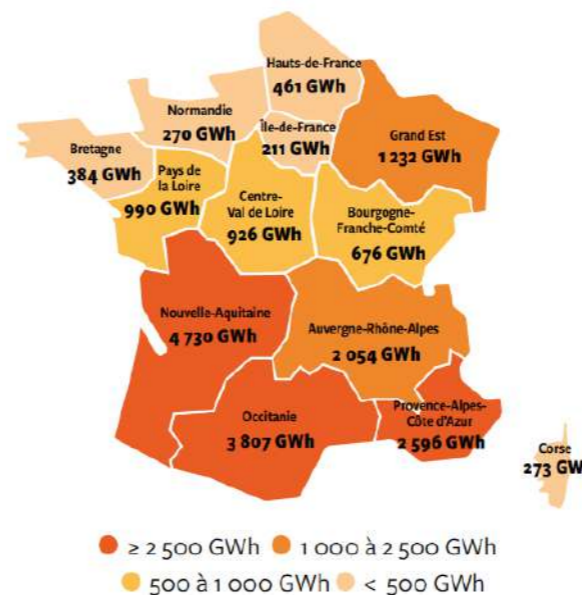 Hauts-de-France
461 GWh
Normandie
270 GWh
Île-de-France
211 GWh
Grand Est
1 232 GWh
Bretagne
384 GWh
Pays de
la Loire
990 GWh
Centre-
Val de Loire
926 GWh
Bourgogne-
Franche-Comté
676 GWh
Nouvelle-Aquitaine
4 730 GWh
Auvergne-Rhône-Alpes
2 054 GWh
Occitanie
3 807 GWh
Provence-Alpes-
Côte d'Azur
2 596 GWh
Corse
273 GW
≥ 2 500 GWh
1 000 à 2 500 GWh
500 à 1 000 GWh
< 500 GWh